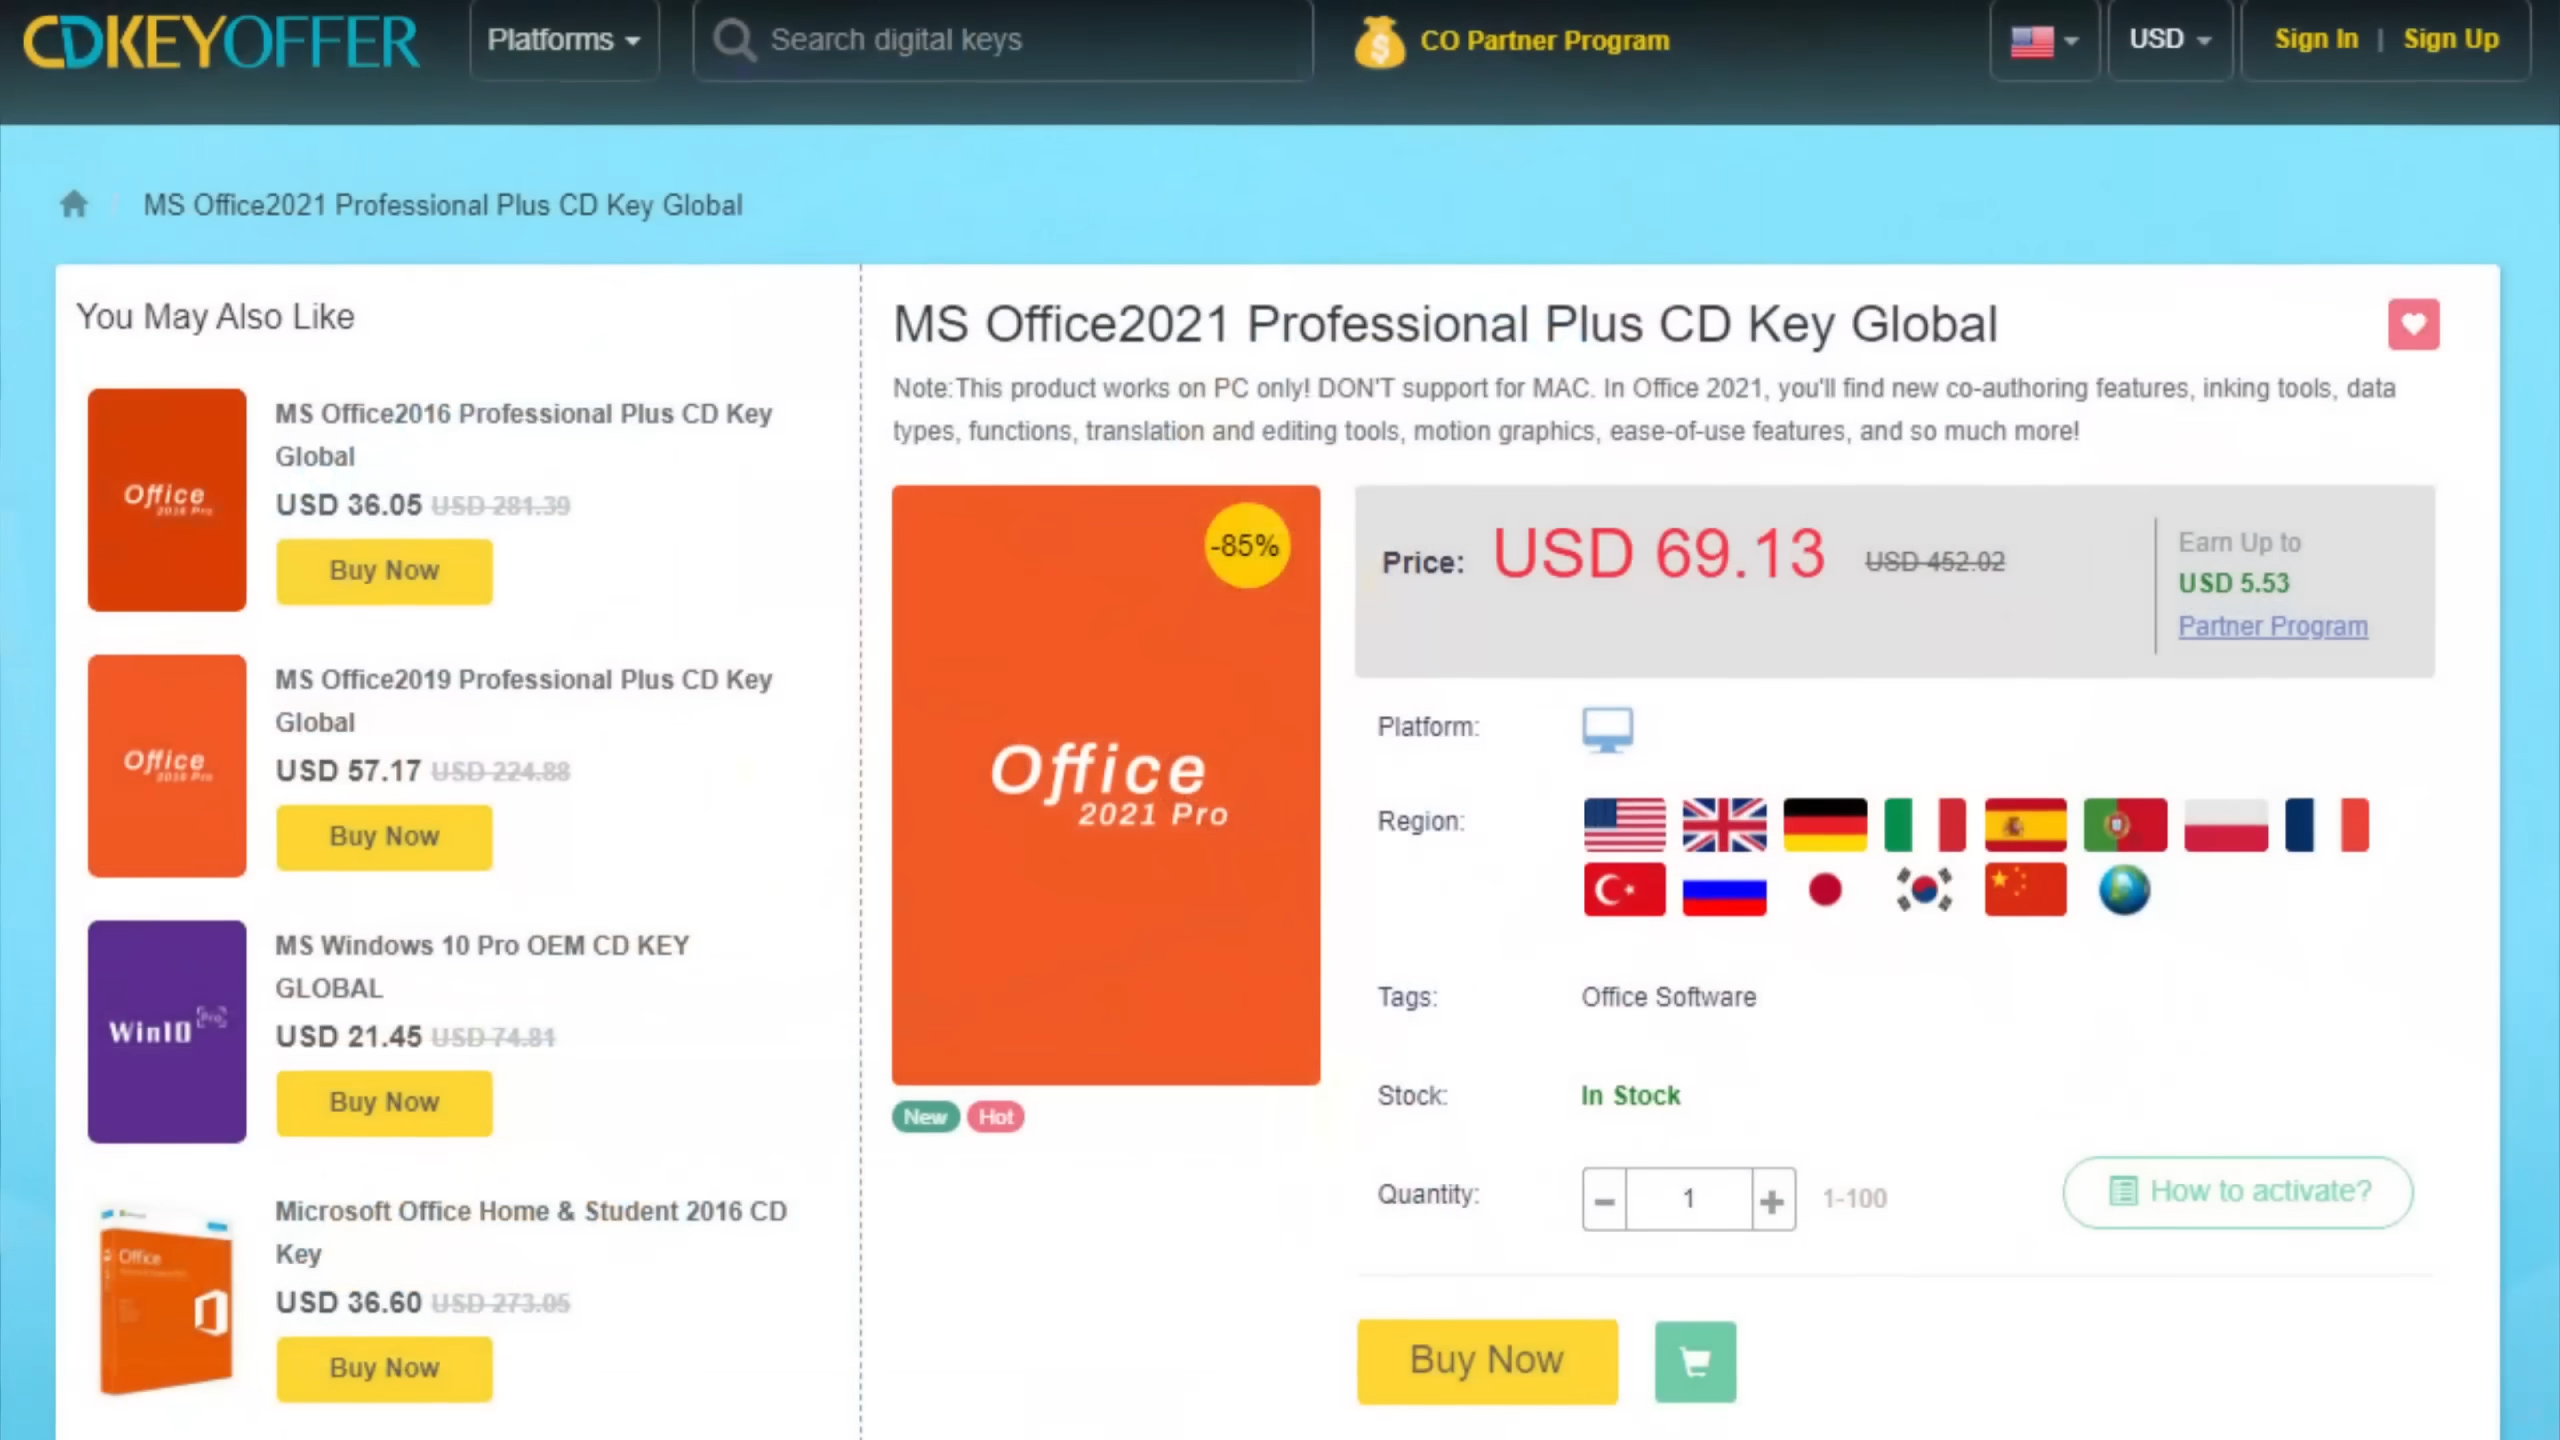 CDKEYOFFER
Platforms
Search digital keys
CO Partner Program
USD
Sign In | Sign Up
/ MS Office2021 Professional Plus CD Key Global
You May Also Like
Office
2016 Pro
MS Office2016 Professional Plus CD Key
Global
USD 36.05 USD 281.39
Buy Now
Office
MS Office2019 Professional Plus CD Key
Global
USD 57.17 USD 224.88
Buy Now
Win10 Pro
MS Windows 10 Pro OEM CD KEY
GLOBAL
USD 21.45 USD 74.81
Buy Now
Office
Microsoft Office Home & Student 2016 CD
Key
USD 36.60 USD 273.05
Buy Now
MS Office2021 Professional Plus CD Key Global
Note:This product works on PC only! DON'T support for MAC. In Office 2021, you'll find new co-authoring features, inking tools, data
types, functions, translation and editing tools, motion graphics, ease-of-use features, and so much more!
-85%
Office
2021 Pro
New Hot
Price: USD 69.13 USD 452.02
Earn Up to
USD 5.53
Partner Program
Platform:
Region:
Tags: Office Software
Stock: In Stock
Quantity: − 1 + 1-100
How to activate?
Buy Now